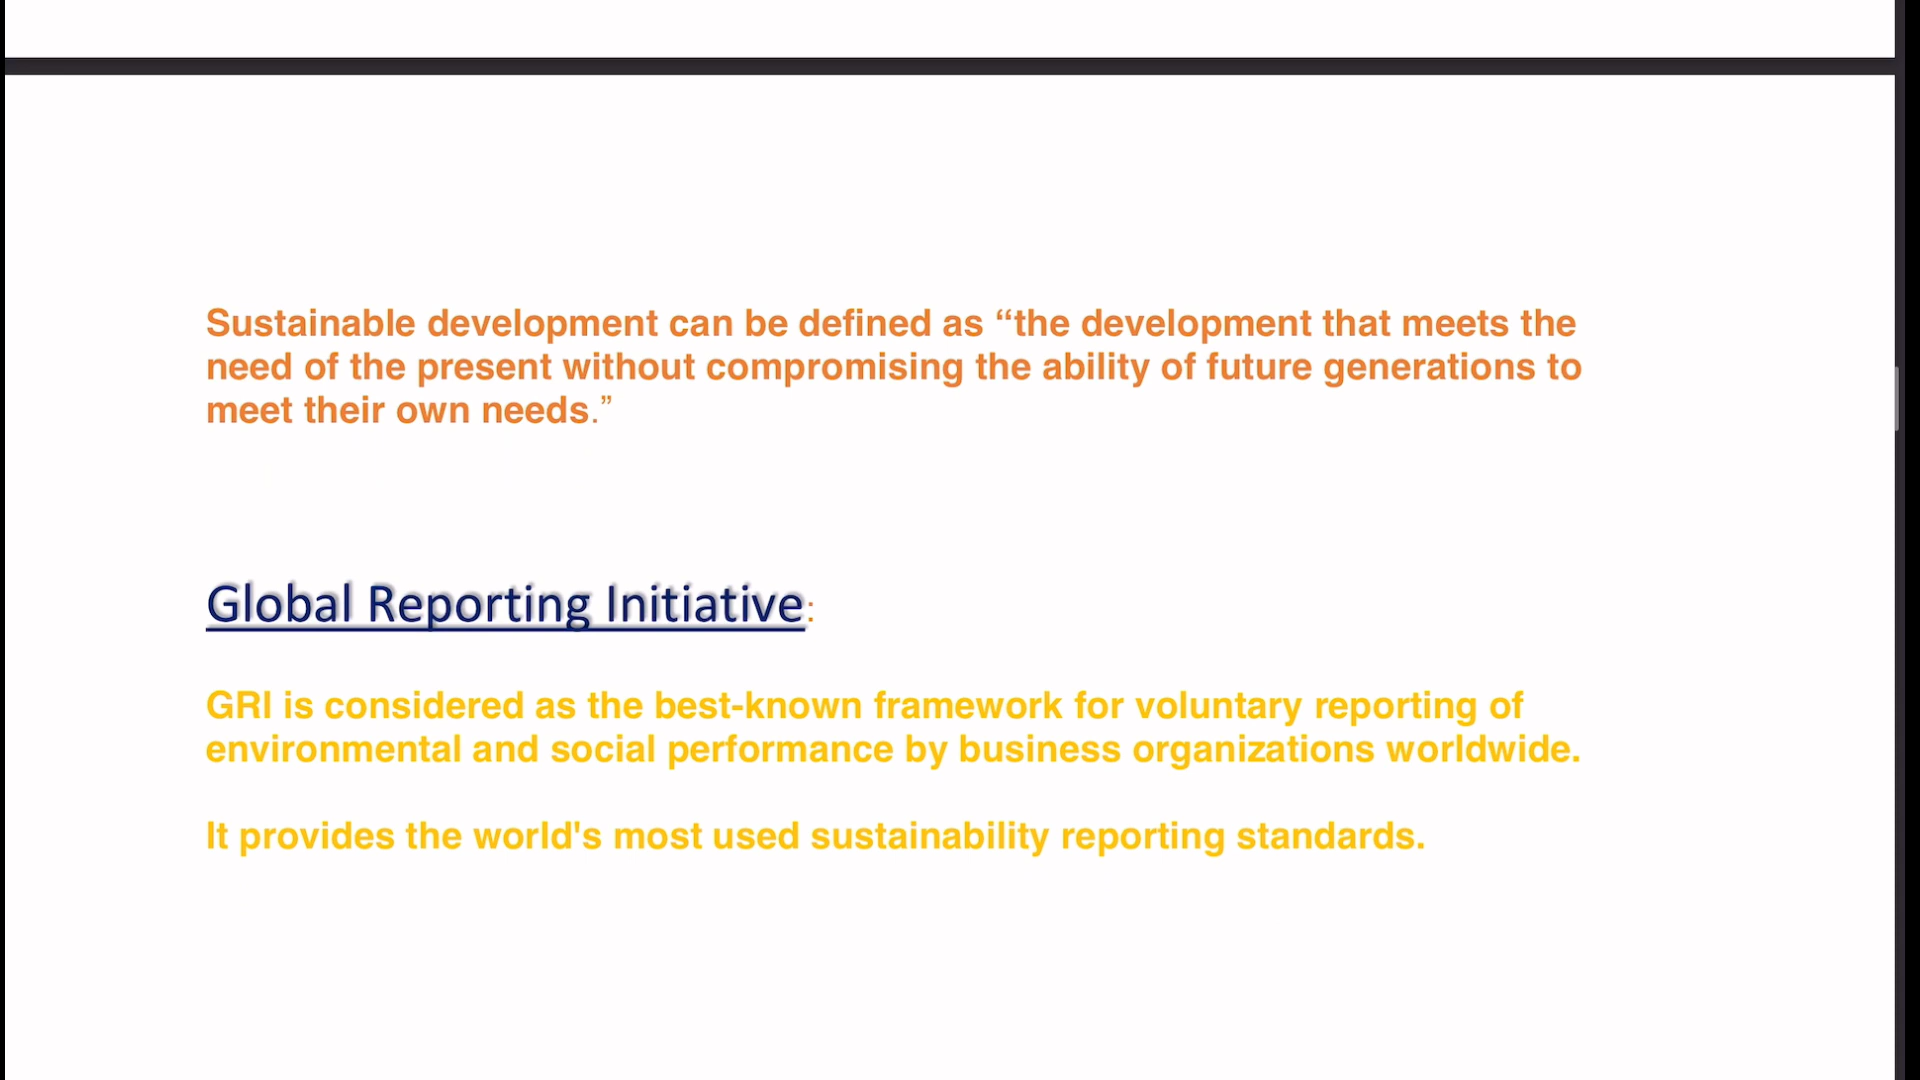 Sustainable development can be defined as “the development that meets the
need of the present without compromising the ability of future generations to
meet their own needs.”
Global Reporting Initiative:
GRI is considered as the best-known framework for voluntary reporting of
environmental and social performance by business organizations worldwide.
It provides the world's most used sustainability reporting standards.